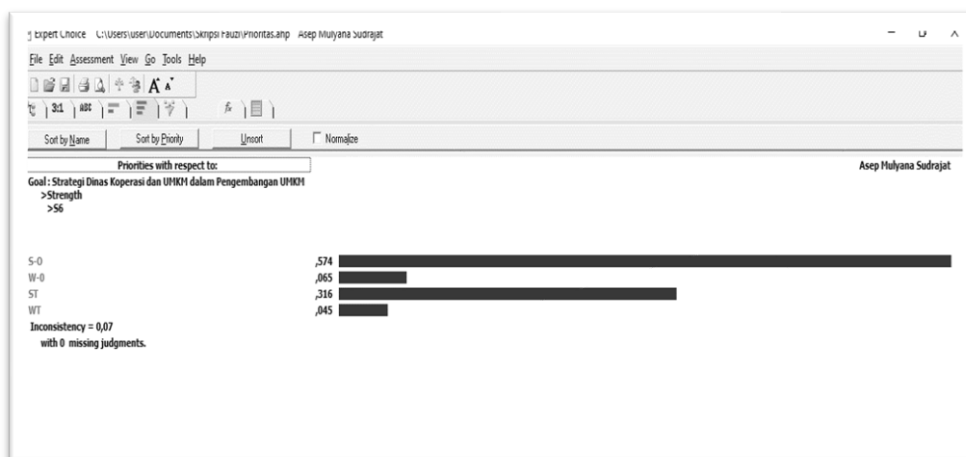 Expert Choice C:\Users\user\Documents\Skripsi Fauzi\Prioritas.ahp Asep Mulyana Sudrajat
File Edit Assessment View Go Tools Help
3:1 ABC
Sort by Name Sort by Priority Unsort Normalize
Priorities with respect to: Asep Mulyana Sudrajat
Goal: Strategi Dinas Koperasi dan UMKM dalam Pengembangan UMKM
>Strength
>S6
S-O ,574
W-O ,065
ST ,316
WT ,045
Inconsistency = 0,07
with 0 missing judgments.